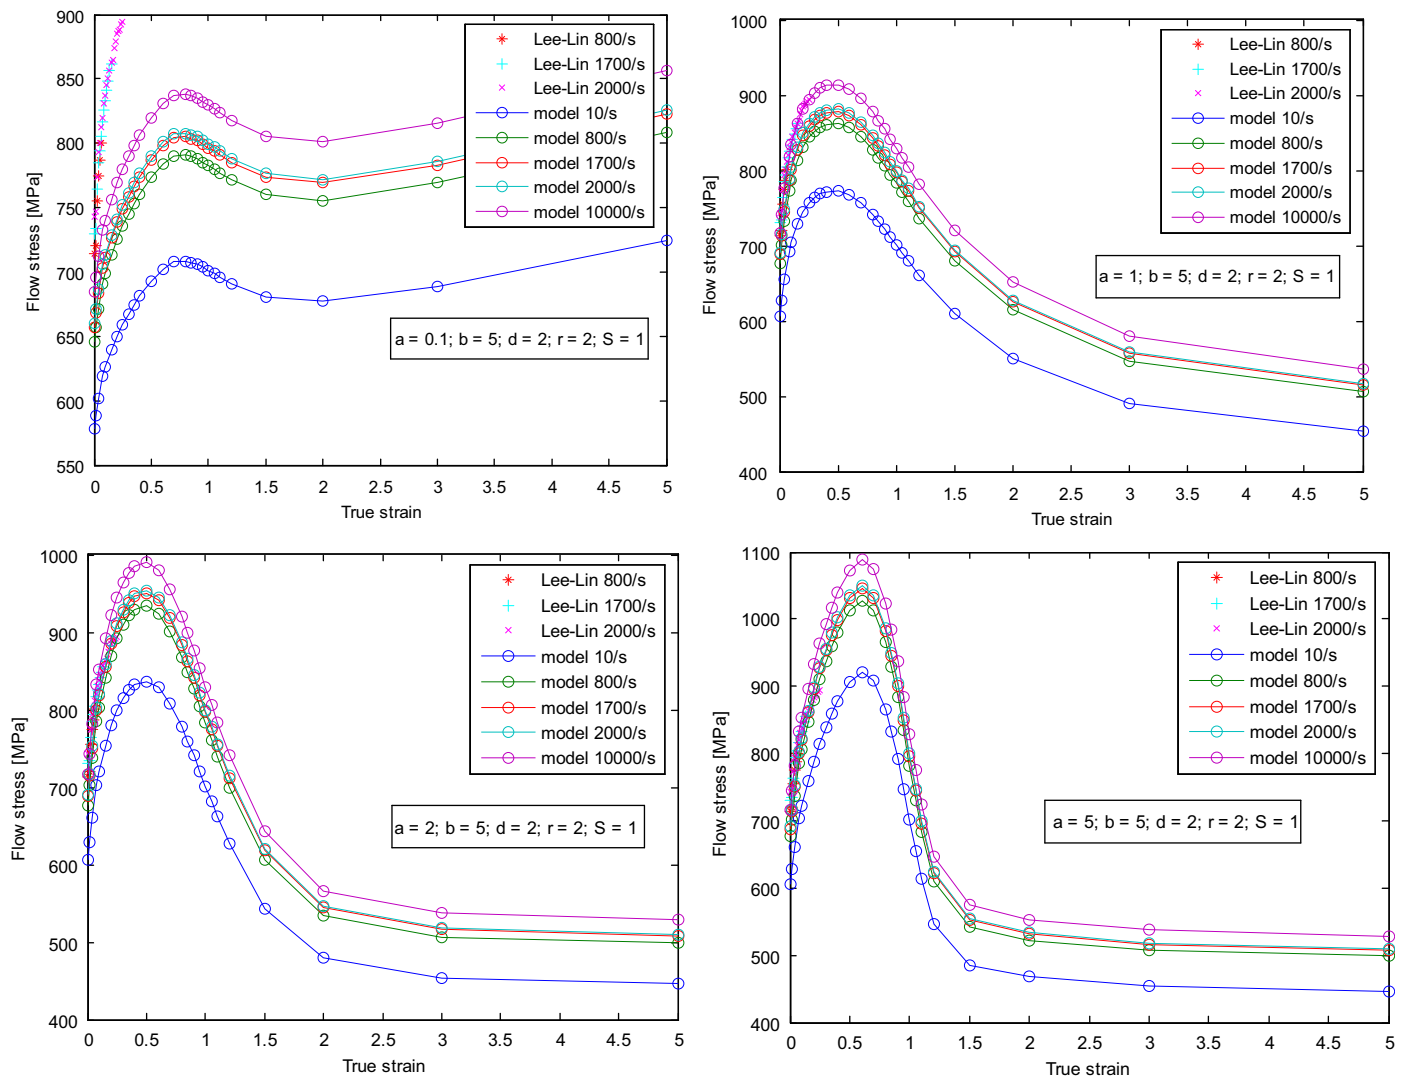 900
850
800
750
700
650
600
550
Flow stress [MPa]
0 0.5 1 1.5 2 2.5 3 3.5 4 4.5 5
True strain
Lee-Lin 800/s
Lee-Lin 1700/s
Lee-Lin 2000/s
model 10/s
model 800/s
model 1700/s
model 2000/s
model 10000/s
a = 0.1; b = 5; d = 2; r = 2; S = 1
1000
900
800
700
600
500
400
Flow stress [MPa]
0 0.5 1 1.5 2 2.5 3 3.5 4 4.5 5
True strain
Lee-Lin 800/s
Lee-Lin 1700/s
Lee-Lin 2000/s
model 10/s
model 800/s
model 1700/s
model 2000/s
model 10000/s
a = 1; b = 5; d = 2; r = 2; S = 1
1000
900
800
700
600
500
400
Flow stress [MPa]
0 0.5 1 1.5 2 2.5 3 3.5 4 4.5 5
True strain
Lee-Lin 800/s
Lee-Lin 1700/s
Lee-Lin 2000/s
model 10/s
model 800/s
model 1700/s
model 2000/s
model 10000/s
a = 2; b = 5; d = 2; r = 2; S = 1
1100
1000
900
800
700
600
500
400
Flow stress [MPa]
0 0.5 1 1.5 2 2.5 3 3.5 4 4.5 5
True strain
Lee-Lin 800/s
Lee-Lin 1700/s
Lee-Lin 2000/s
model 10/s
model 800/s
model 1700/s
model 2000/s
model 10000/s
a = 5; b = 5; d = 2; r = 2; S = 1